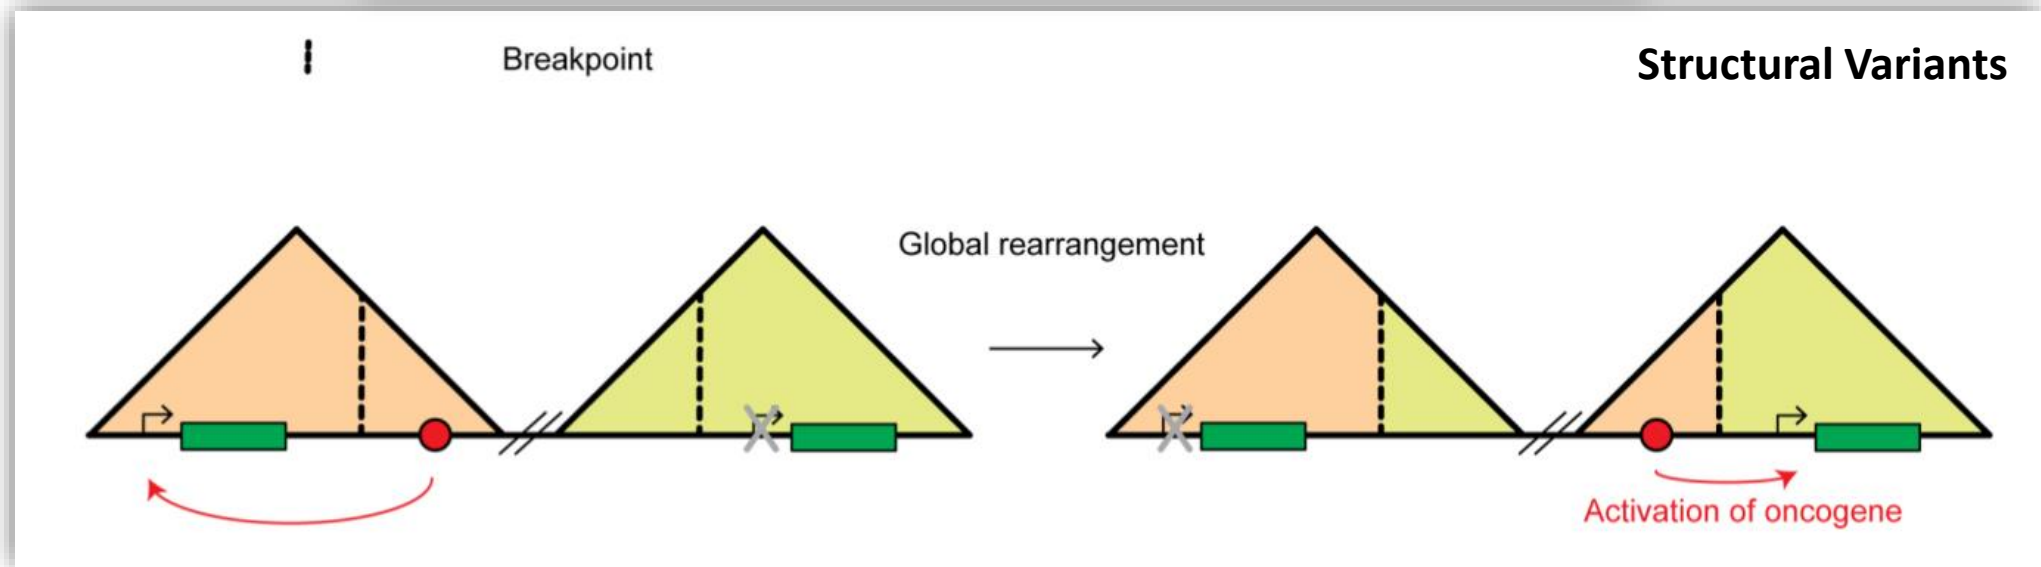 Breakpoint
Structural Variants
Global rearrangement
Activation of oncogene